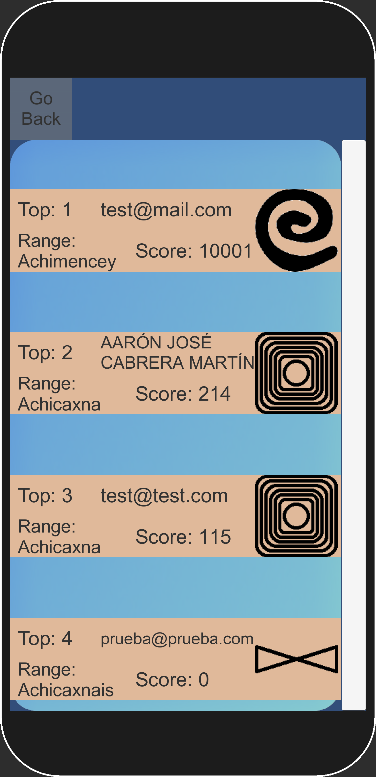 Go
Back
Top: 1 test@mail.com
Range:
Achimencey Score: 10001
Top: 2 AARÓN JOSÉ
CABRERA MARTÍN
Range:
Achicaxna Score: 214
Top: 3 test@test.com
Range:
Achicaxna Score: 115
Top: 4 prueba@prueba.com
Range:
Achicaxnais Score: 0